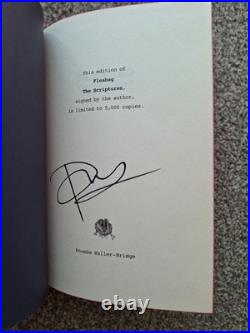 This edition of
Fleabag
The Scriptures,
signed by the author,
is limited to 5,000 copies.
Phoebe Waller-Bridge